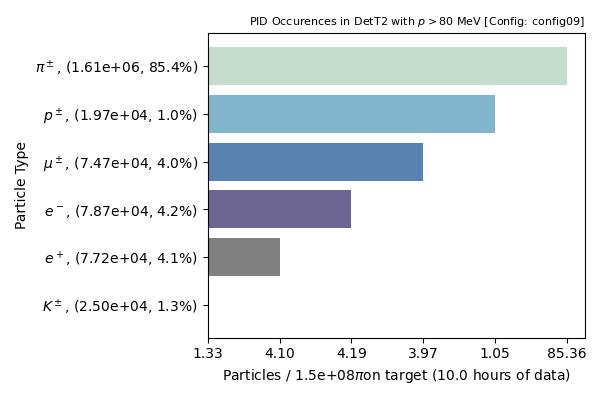 PID Occurences in DetT2 with p > 80 MeV [Config: config09]
π±, (1.61e+06, 85.4%)
p±, (1.97e+04, 1.0%)
μ±, (7.47e+04, 4.0%)
e−, (7.87e+04, 4.2%)
e+, (7.72e+04, 4.1%)
K±, (2.50e+04, 1.3%)
Particle Type
1.33 4.10 4.19 3.97 1.05 85.36
Particles / 1.5e+08πon target (10.0 hours of data)